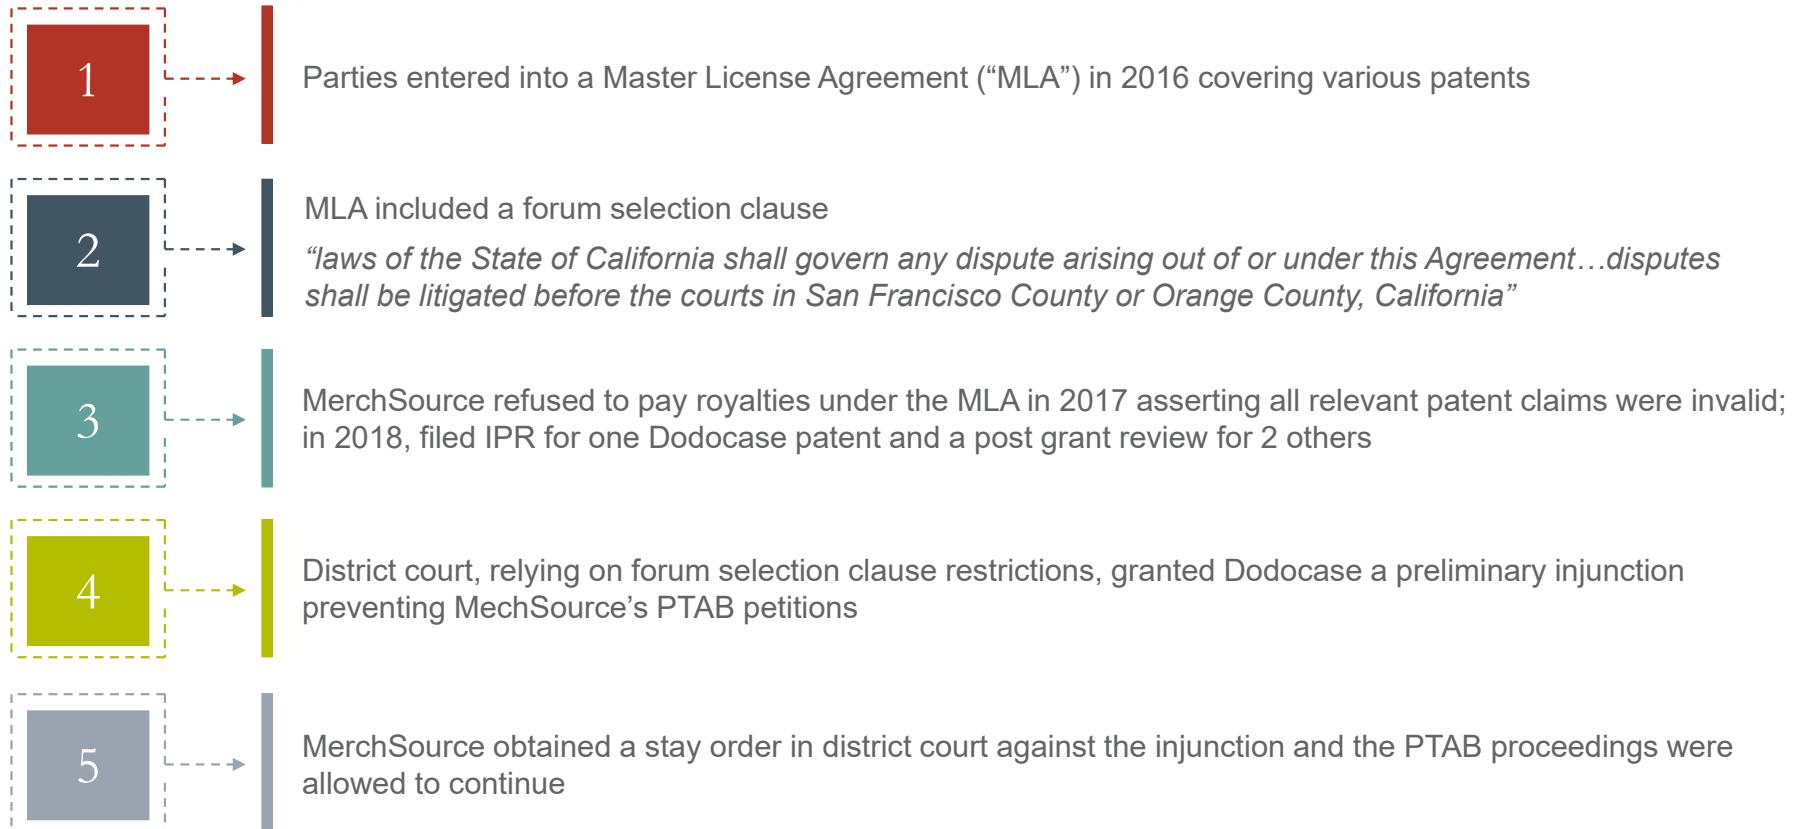 1
Parties entered into a Master License Agreement (“MLA”) in 2016 covering various patents
2
MLA included a forum selection clause
“laws of the State of California shall govern any dispute arising out of or under this Agreement…disputes
shall be litigated before the courts in San Francisco County or Orange County, California”
3
MerchSource refused to pay royalties under the MLA in 2017 asserting all relevant patent claims were invalid;
in 2018, filed IPR for one Dodocase patent and a post grant review for 2 others
4
District court, relying on forum selection clause restrictions, granted Dodocase a preliminary injunction
preventing MechSource’s PTAB petitions
5
MerchSource obtained a stay order in district court against the injunction and the PTAB proceedings were
allowed to continue